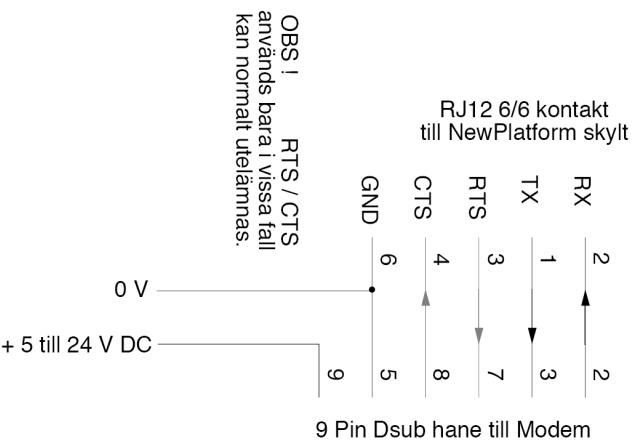 OBS !        RTS / CTS
används bara i vissa fall
kan normalt utelämnas.
RJ12 6/6 kontakt
till NewPlatform skylt
GND CTS RTS TX RX
6 4 3 1 2
0 V
+ 5 till 24 V DC
9 5 8 7 3 2
9 Pin Dsub hane till Modem